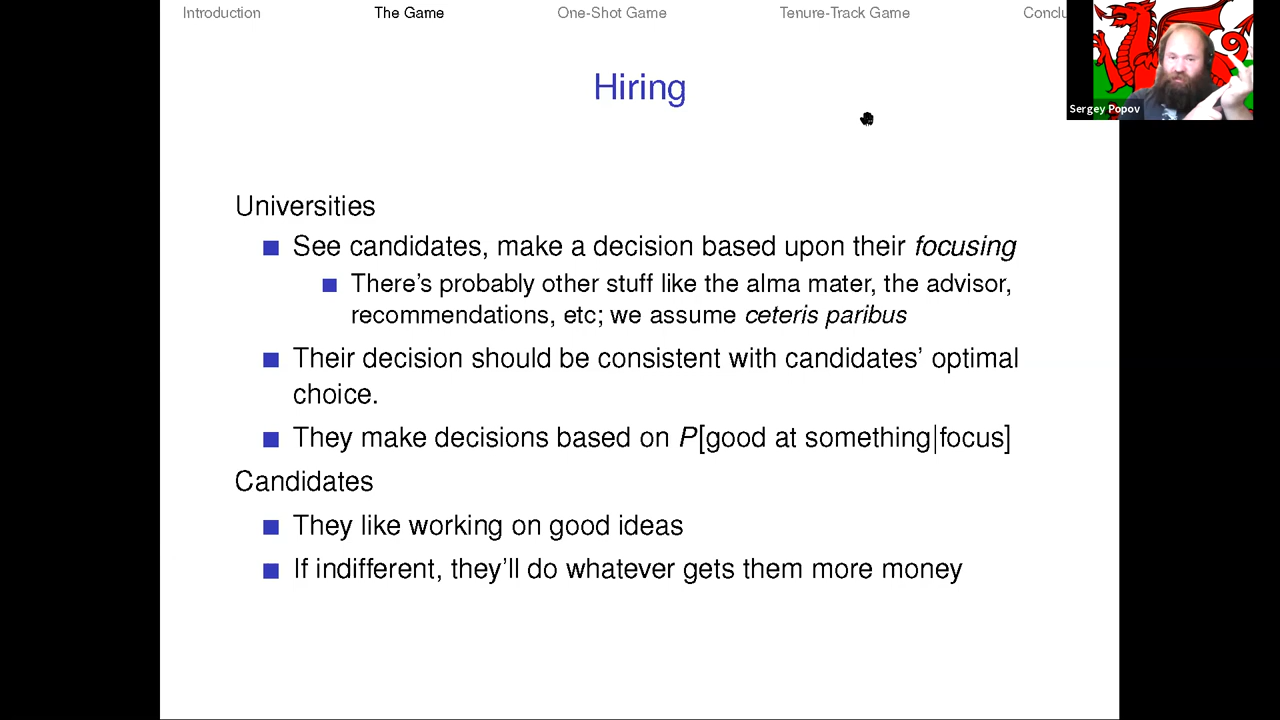 Introduction The Game One-Shot Game Tenure-Track Game Conclu
Sergey Popov
Hiring
Universities
See candidates, make a decision based upon their focusing
There's probably other stuff like the alma mater, the advisor,
recommendations, etc; we assume ceteris paribus
Their decision should be consistent with candidates' optimal
choice.
They make decisions based on P[good at something|focus]
Candidates
They like working on good ideas
If indifferent, they'll do whatever gets them more money